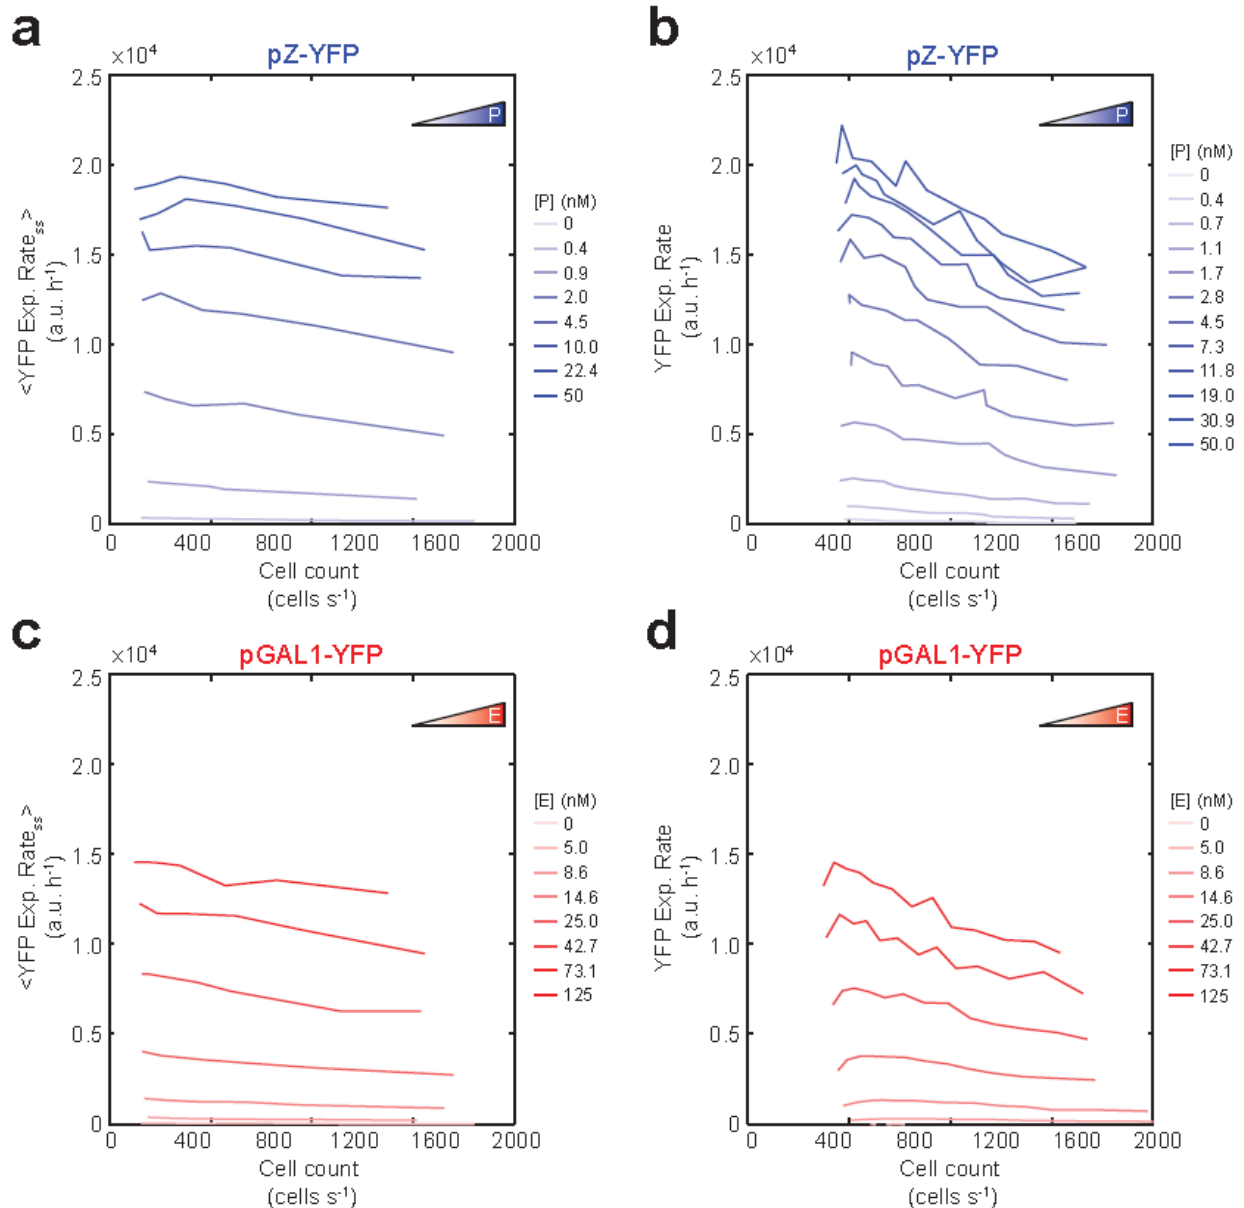 a
×10⁴
pZ-YFP
P
2.5
2.0
1.5
1.0
0.5
0
<YFP Exp. Rateₛₛ>
(a.u. h⁻¹)
0 400 800 1200 1600 2000
Cell count
(cells s⁻¹)
[P] (nM)
0
0.4
0.9
2.0
4.5
10.0
22.4
50
b
×10⁴
pZ-YFP
P
2.5
2.0
1.5
1.0
0.5
0
YFP Exp. Rate
(a.u. h⁻¹)
0 400 800 1200 1600 2000
Cell count
(cells s⁻¹)
[P] (nM)
0
0.4
0.7
1.1
1.7
2.8
4.5
7.3
11.8
19.0
30.9
50.0
c
×10⁴
pGAL1-YFP
E
2.5
2.0
1.5
1.0
0.5
0
<YFP Exp. Rateₛₛ>
(a.u. h⁻¹)
0 400 800 1200 1600 2000
Cell count
(cells s⁻¹)
[E] (nM)
0
5.0
8.6
14.6
25.0
42.7
73.1
125
d
×10⁴
pGAL1-YFP
E
2.5
2.0
1.5
1.0
0.5
0
YFP Exp. Rate
(a.u. h⁻¹)
0 400 800 1200 1600 2000
Cell count
(cells s⁻¹)
[E] (nM)
0
5.0
8.6
14.6
25.0
42.7
73.1
125